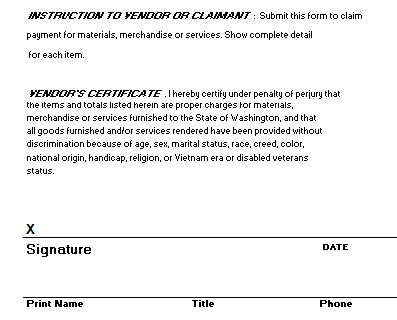 INSTRUCTION TO VENDOR OR CLAIMANT : Submit this form to claim
payment for materials, merchandise or services. Show complete detail
for each item.
VENDOR'S CERTIFICATE . I hereby certify under penalty of perjury that
the items and totals listed herein are proper charges for materials,
merchandise or services furnished to the State of Washington, and that
all goods furnished and/or services rendered have been provided without
discrimination because of age, sex, marital status, race, creed, color,
national origin, handicap, religion, or Vietnam era or disabled veterans
status.
X
Signature DATE
Print Name Title Phone